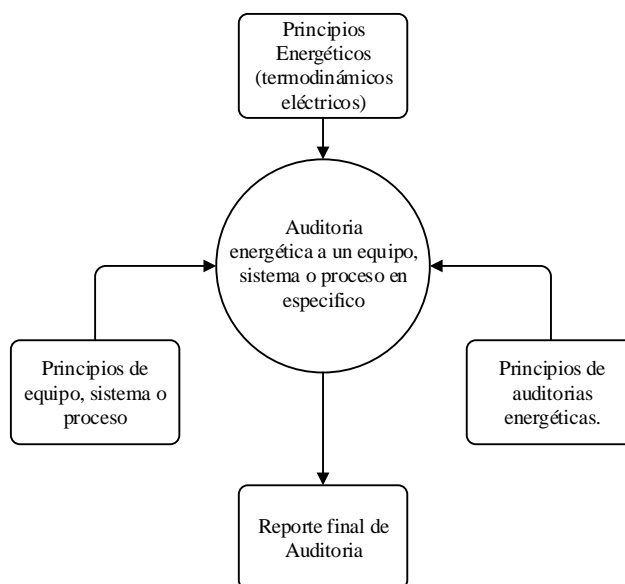 Principios
Energéticos
(termodinámicos
eléctricos)
Auditoria
energética a un equipo,
sistema o proceso en
especifico
Principios de
equipo, sistema o
proceso
Principios de
auditorias
energéticas.
Reporte final de
Auditoria